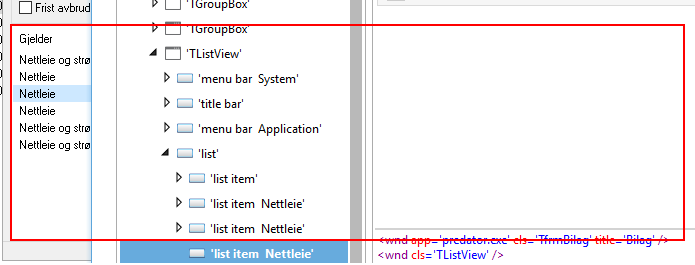 Frist avbrud
Gjelder
Nettleie og strø
Nettleie
Nettleie
Nettleie
Nettleie og strø
Nettleie og strø
'TGroupBox'
'TGroupBox'
'TListView'
'menu bar System'
'title bar'
'menu bar Application'
'list'
'list item'
'list item Nettleie'
'list item Nettleie'
'list item Nettleie'
<wnd app='predator.exe' cls='TfrmBilag' title='Bilag' />
<wnd cls='TListView' />